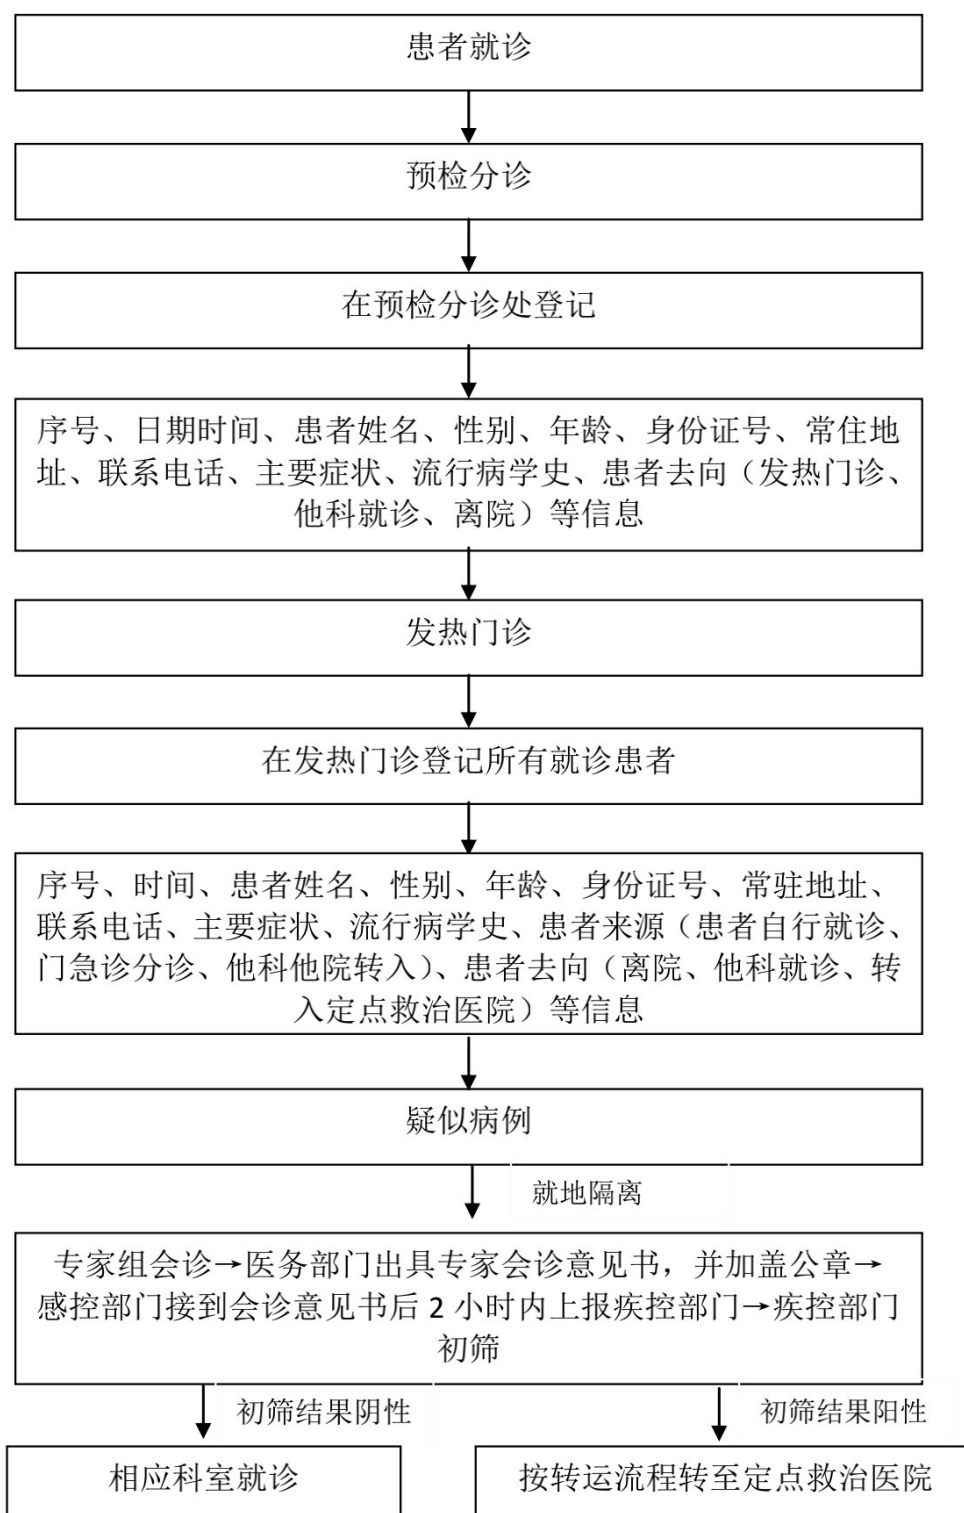 患者就诊
预检分诊
在预检分诊处登记
序号、日期时间、患者姓名、性别、年龄、身份证号、常住地
址、联系电话、主要症状、流行病学史、患者去向（发热门诊、
他科就诊、离院）等信息
发热门诊
在发热门诊登记所有就诊患者
序号、时间、患者姓名、性别、年龄、身份证号、常驻地址、
联系电话、主要症状、流行病学史、患者来源（患者自行就诊、
门急诊分诊、他科他院转入）、患者去向（离院、他科就诊、转
入定点救治医院）等信息
疑似病例
就地隔离
专家组会诊→医务部门出具专家会诊意见书，并加盖公章→
感控部门接到会诊意见书后 2 小时内上报疾控部门→疾控部门
初筛
初筛结果阴性
初筛结果阳性
相应科室就诊
按转运流程转至定点救治医院